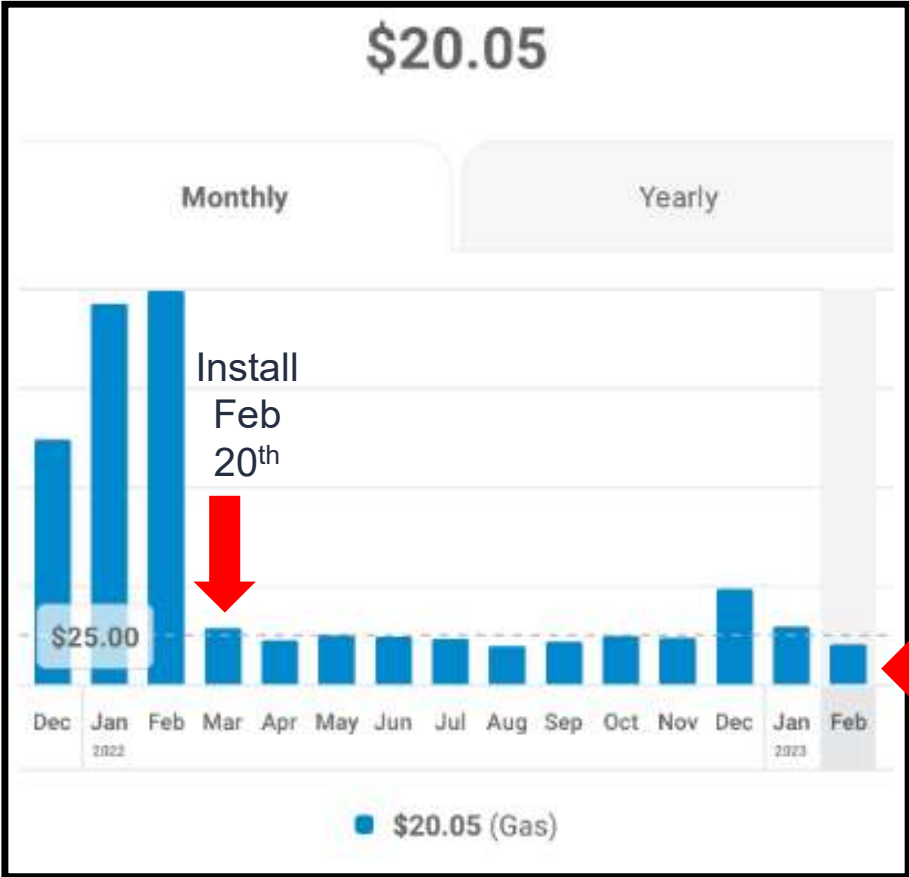 $20.05
Monthly Yearly
Install
Feb
20th
$25.00
Dec Jan Feb Mar Apr May Jun Jul Aug Sep Oct Nov Dec Jan Feb
2022 2023
$20.05 (Gas)